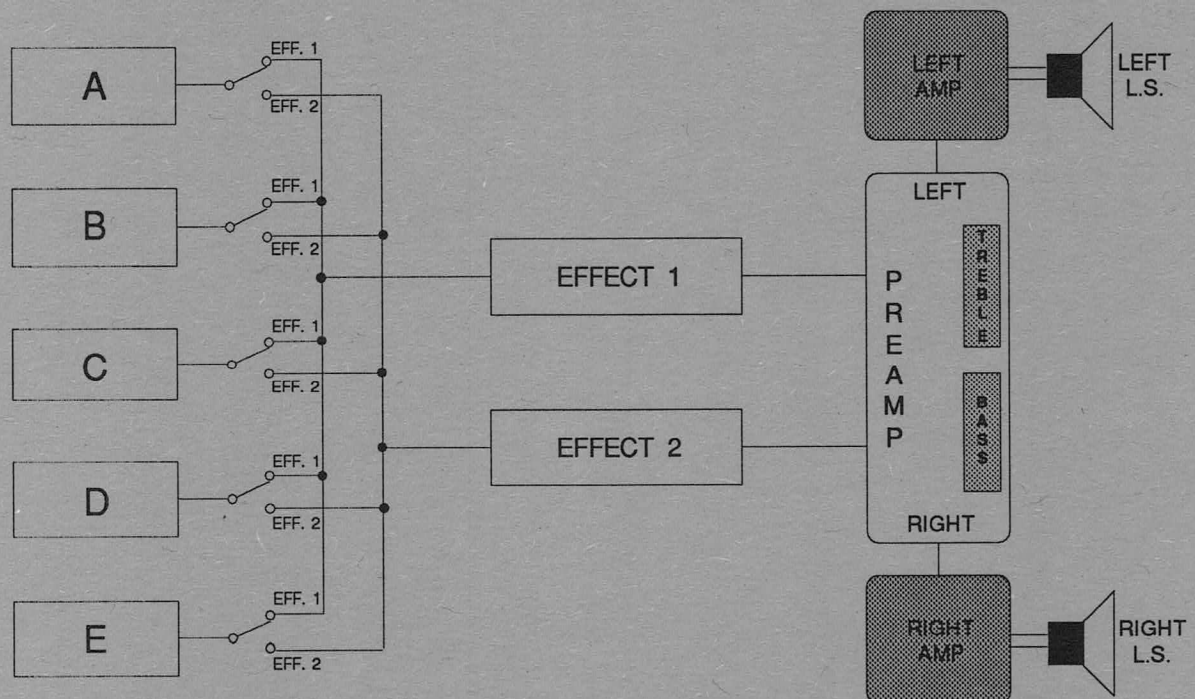 A
EFF. 1
EFF. 2
B
EFF. 1
EFF. 2
C
EFF. 1
EFF. 2
D
EFF. 1
EFF. 2
E
EFF. 1
EFF. 2
EFFECT 1
EFFECT 2
LEFT
AMP
LEFT
L.S.
LEFT
PREAMP
TREBLE
BASS
RIGHT
RIGHT
AMP
RIGHT
L.S.